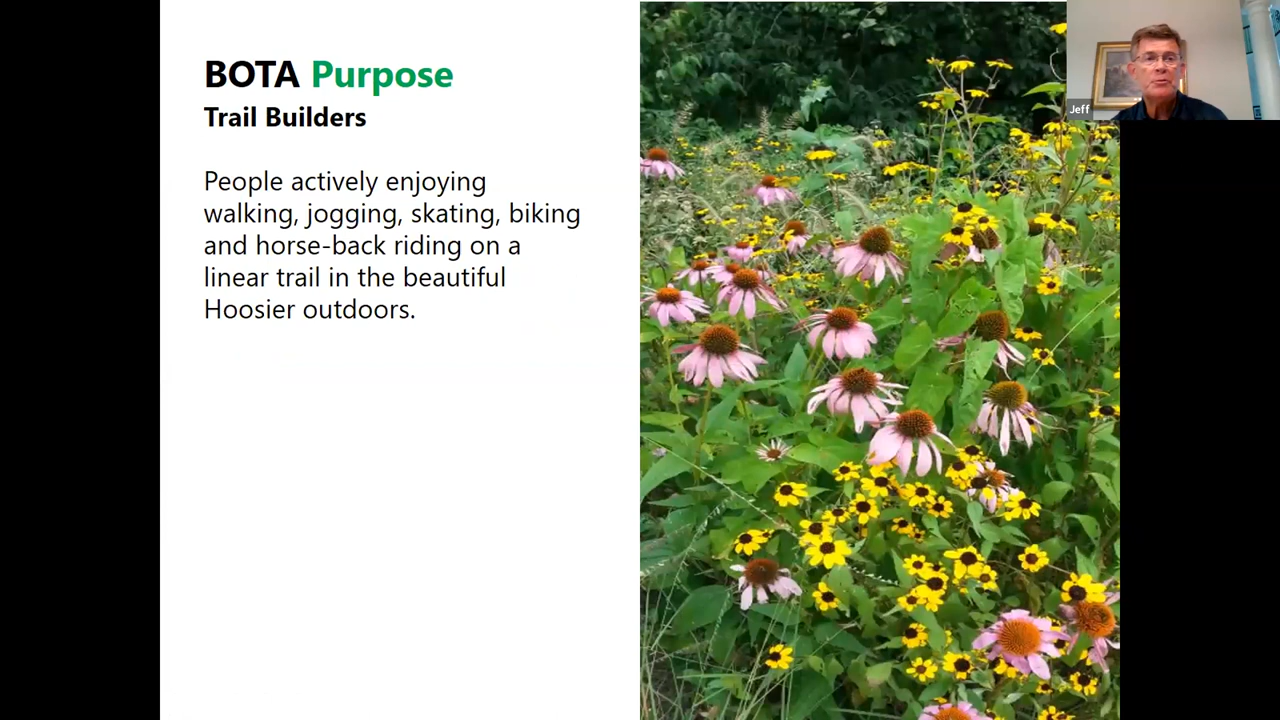 BOTA Purpose
Trail Builders
People actively enjoying
walking, jogging, skating, biking
and horse-back riding on a
linear trail in the beautiful
Hoosier outdoors.
Jeff